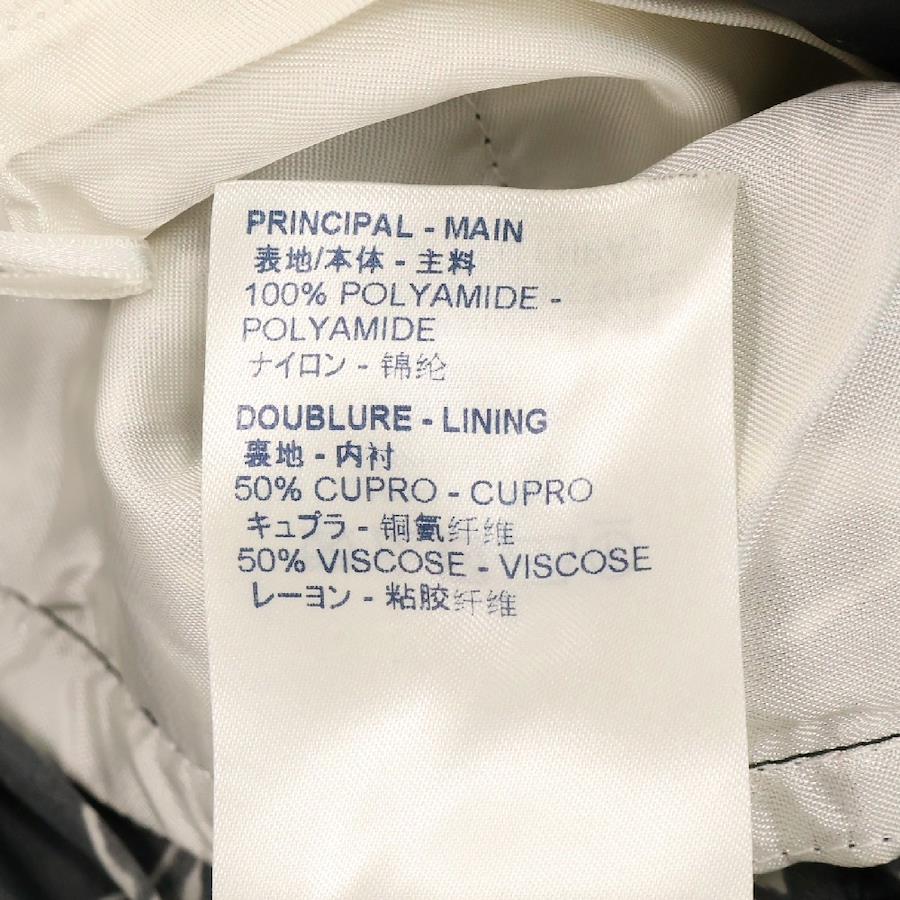 PRINCIPAL - MAIN
表地/本体 - 主料
100% POLYAMIDE -
POLYAMIDE
ナイロン - 锦纶
DOUBLURE - LINING
裏地 - 内衬
50% CUPRO - CUPRO
キュプラ - 铜氨纤维
50% VISCOSE - VISCOSE
レーヨン - 粘胶纤维